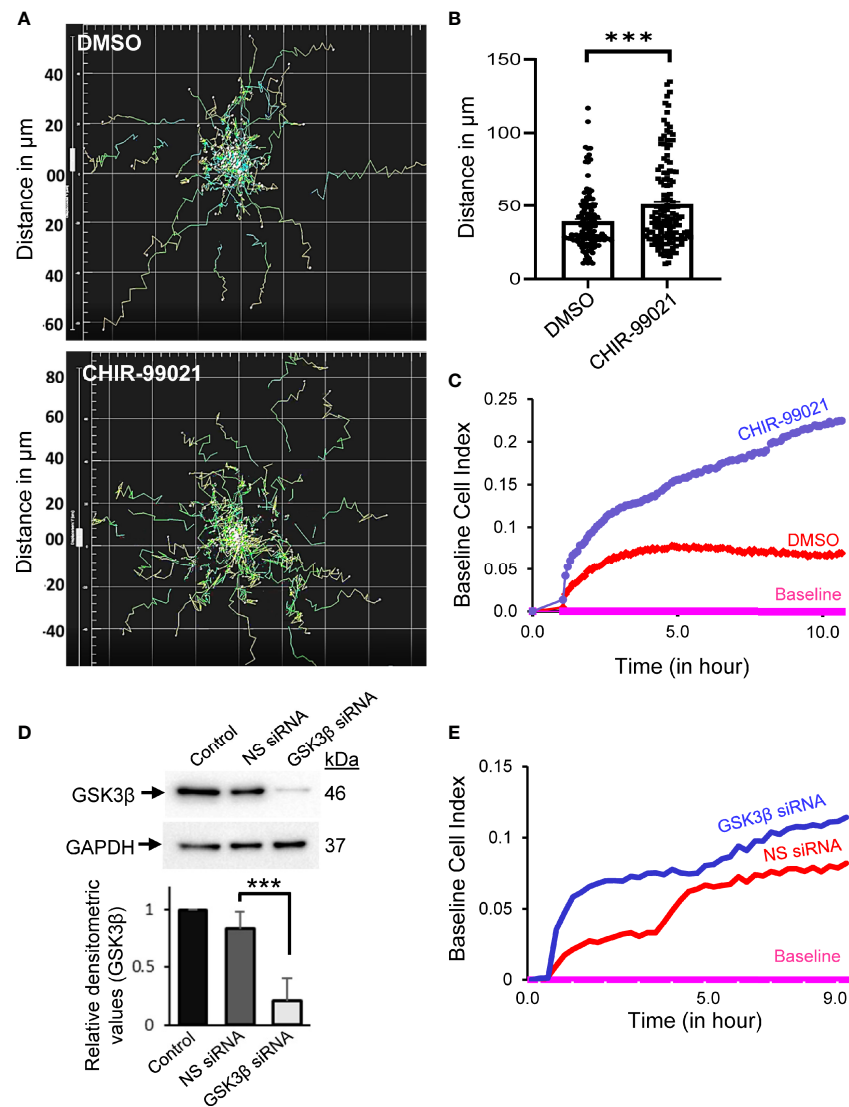 A
DMSO
Distance in µm
40
20
00
20
40
60
CHIR-99021
Distance in µm
80
60
40
20
00
-20
-40
B
***
Distance in µm
150
100
50
0
DMSO
CHIR-99021
C
Baseline Cell Index
0.25
0.2
0.15
0.1
0.05
0.0
CHIR-99021
DMSO
Baseline
0.0 5.0 10.0
Time (in hour)
D
Control
NS siRNA
GSK3β siRNA
kDa
GSK3β
46
GAPDH
37
Relative densitometric
values (GSK3β)
***
1
0.5
0
Control
NS siRNA
GSK3β siRNA
E
Baseline Cell Index
0.15
0.1
0.05
0
GSK3β siRNA
NS siRNA
Baseline
0.0 5.0 9.0
Time (in hour)